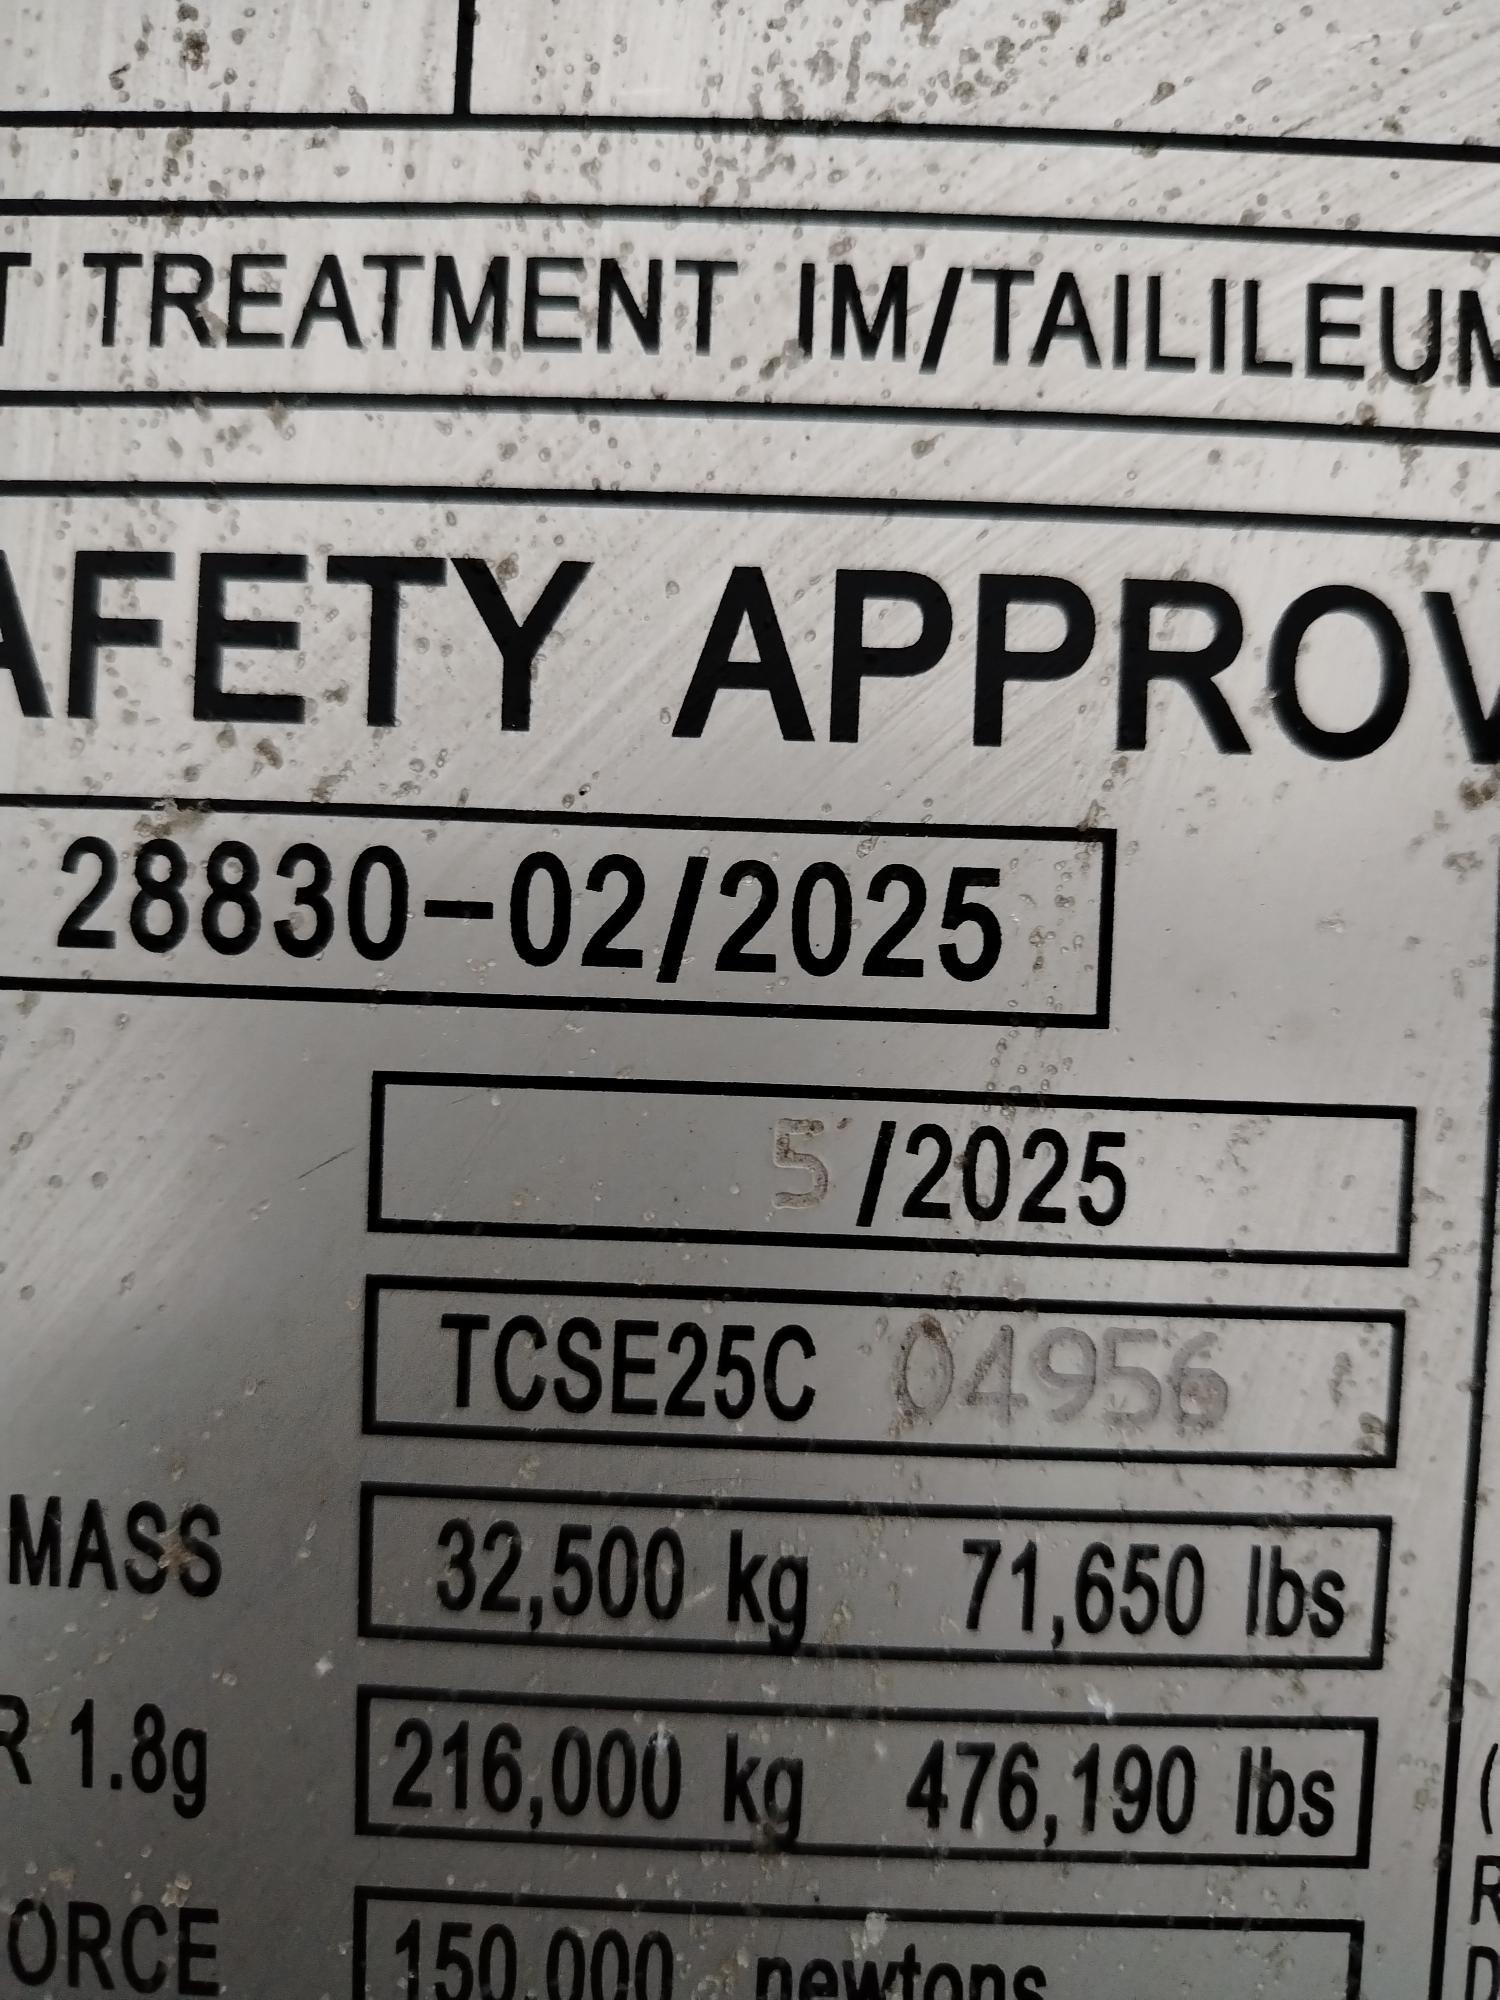 T TREATMENT IM/TAILILEUM
AFETY APPROV
28830-02/2025
5 /2025
TCSE25C 04956
MASS 32,500 kg 71,650 lbs
R 1.8g 216,000 kg 476,190 lbs
(
R
ORCE 150,000 newtons
D